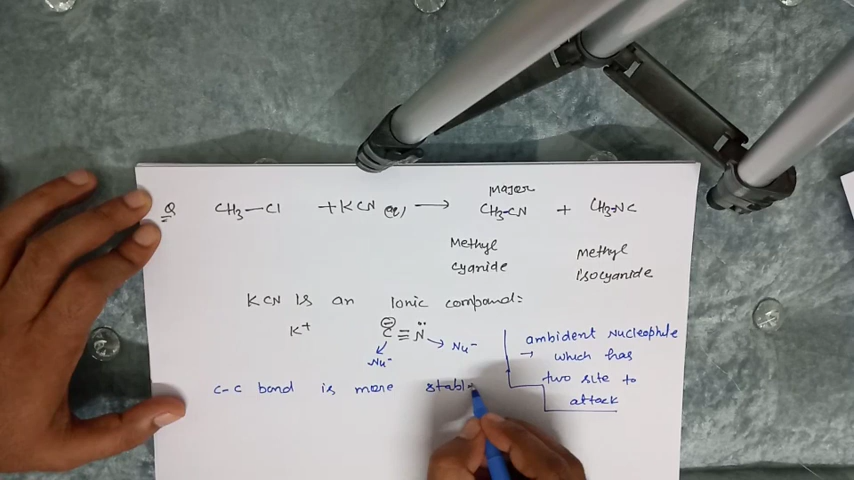 Q CH3-Cl + KCN (aq) → CH3-CN + CH3-NC
Major
Methyl cyanide
Methyl isocyanide
KCN is an Ionic compound:
K+ C≡N
Nu- Nu-
ambident Nucleophile
→ which has
two site to
attack
C-C bond is more stabl